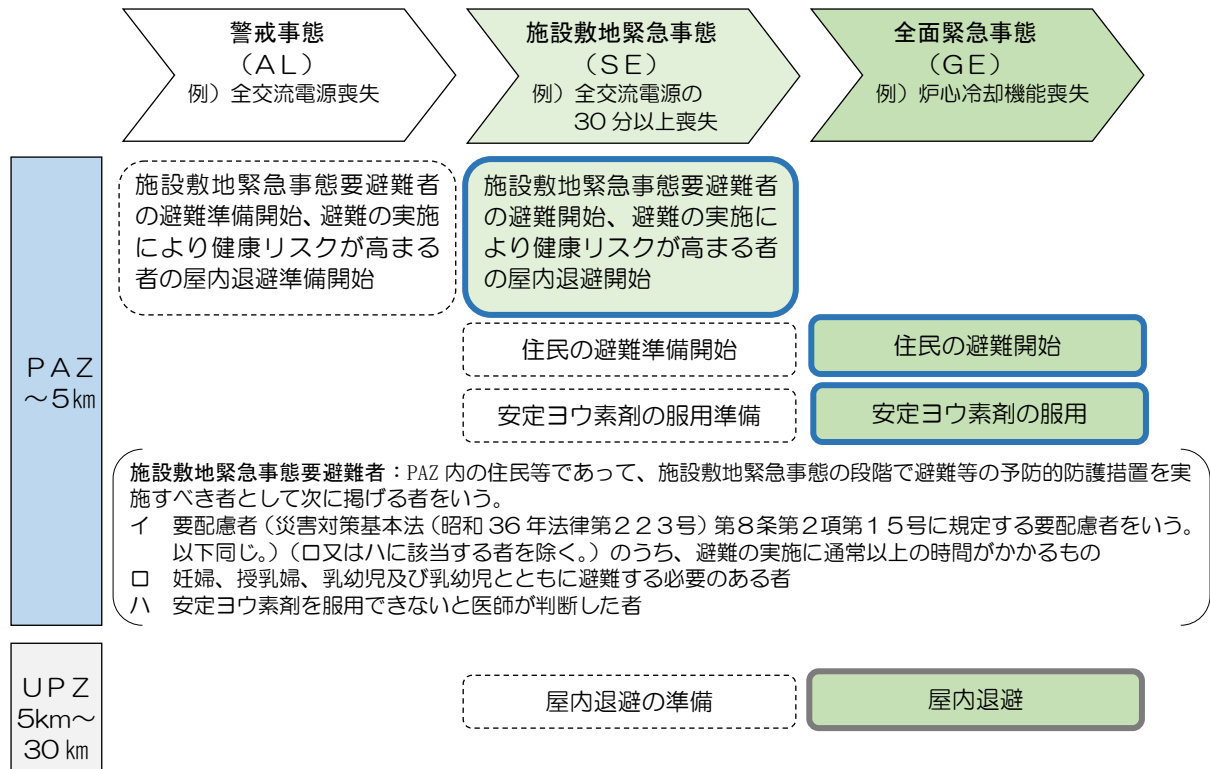 警戒事態
（ＡＬ）
例）全交流電源喪失
施設敷地緊急事態
（ＳＥ）
例）全交流電源の
３０分以上喪失
全面緊急事態
（ＧＥ）
例）炉心冷却機能喪失
ＰＡＺ
～５㎞
施設敷地緊急事態要避難者
の避難準備開始、避難の実施
により健康リスクが高まる
者の屋内退避準備開始
施設敷地緊急事態要避難者
の避難開始、避難の実施に
より健康リスクが高まる者
の屋内退避開始
住民の避難準備開始
住民の避難開始
安定ヨウ素剤の服用準備
安定ヨウ素剤の服用
施設敷地緊急事態要避難者：PAZ 内の住民等であって、施設敷地緊急事態の段階で避難等の予防的防護措置を実
施すべき者として次に掲げる者をいう。
イ　要配慮者（災害対策基本法（昭和 36 年法律第２２３号）第８条第２項第１５号に規定する要配慮者をいう。
以下同じ。）（ロ又はハに該当する者を除く。）のうち、避難の実施に通常以上の時間がかかるもの
ロ　妊婦、授乳婦、乳幼児及び乳幼児とともに避難する必要のある者
ハ　安定ヨウ素剤を服用できないと医師が判断した者
ＵＰＺ
５km～
３０㎞
屋内退避の準備
屋内退避